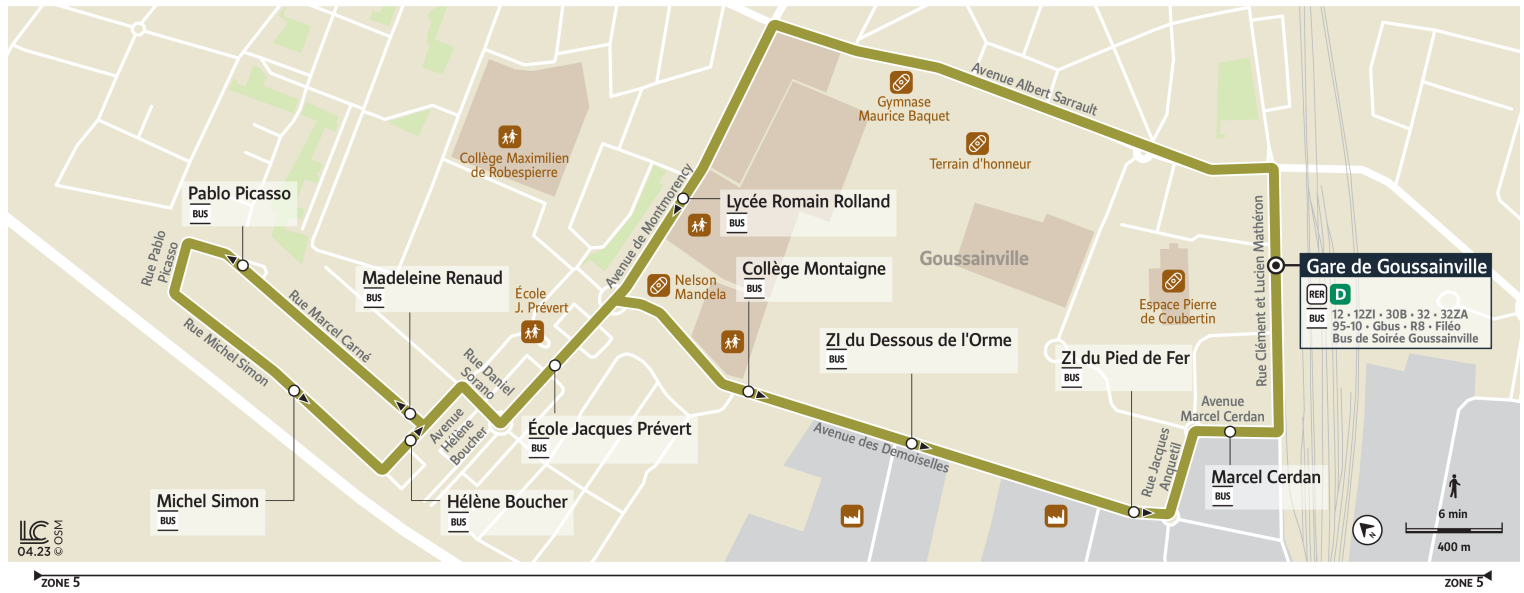 Avenue Albert Sarrault
Gymnase
Maurice Baquet
Terrain d'honneur
Collège Maximilien
de Robespierre
Pablo Picasso
BUS
Avenue de Montmorency
Lycée Romain Rolland
BUS
Rue Pablo
Picasso
Rue Clément et Lucien Mathéron
Goussainville
Gare de Goussainville
RER D
BUS
12 • 12ZI • 30B • 32 • 32ZA
95-10 • Gbus • R8 • Filéo
Bus de Soirée Goussainville
Madeleine Renaud
BUS
Collège Montaigne
BUS
Nelson
Mandela
École
J. Prévert
Espace Pierre
de Coubertin
Rue Marcel Carné
Rue Michel Simon
ZI du Dessous de l'Orme
BUS
ZI du Pied de Fer
BUS
Rue Daniel
Sorano
Avenue
Marcel Cerdan
Avenue
Hélène
Boucher
École Jacques Prévert
BUS
Avenue des Demoiselles
Rue Jacques
Anquetil
Marcel Cerdan
BUS
Michel Simon
BUS
Hélène Boucher
BUS
LC
04.23 © OSM
N
6 min
400 m
ZONE 5
ZONE 5